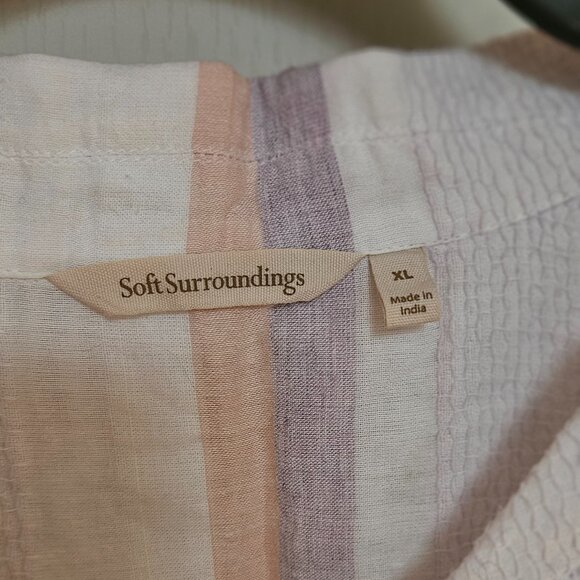 Soft Surroundings
XL
Made in
India